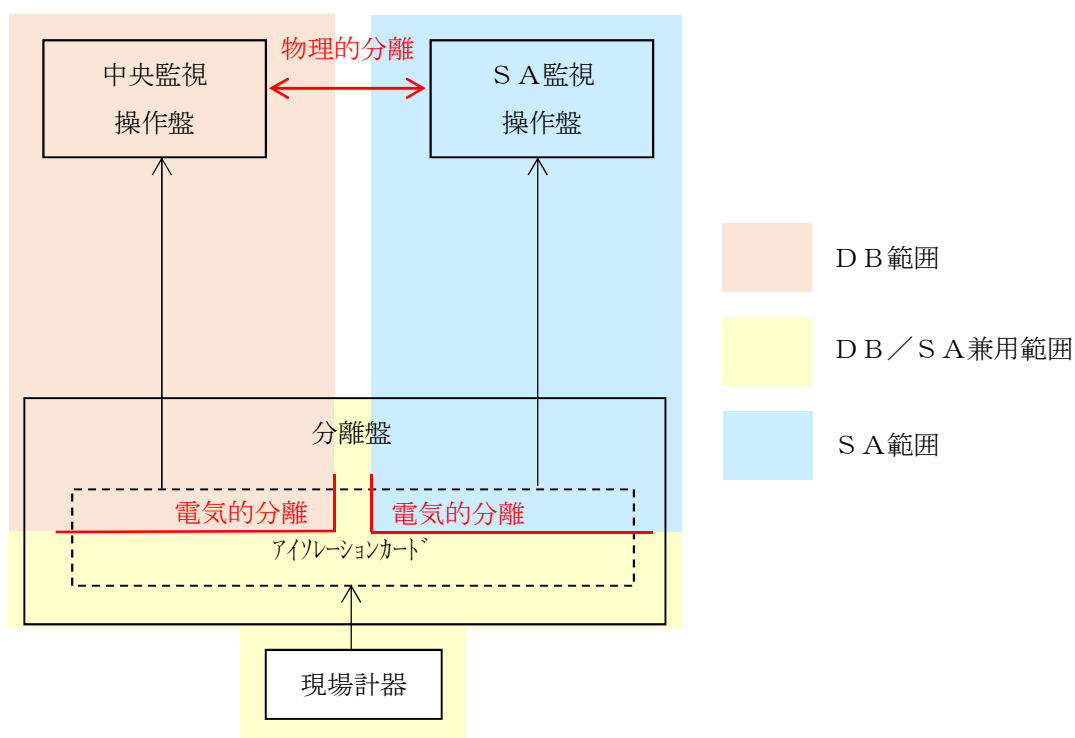 物理的分離
中央監視
操作盤
ＳＡ監視
操作盤
ＤＢ範囲
ＤＢ／ＳＡ兼用範囲
ＳＡ範囲
分離盤
電気的分離
電気的分離
ｱｲｿﾚｰｼｮﾝｶｰﾄﾞ
現場計器